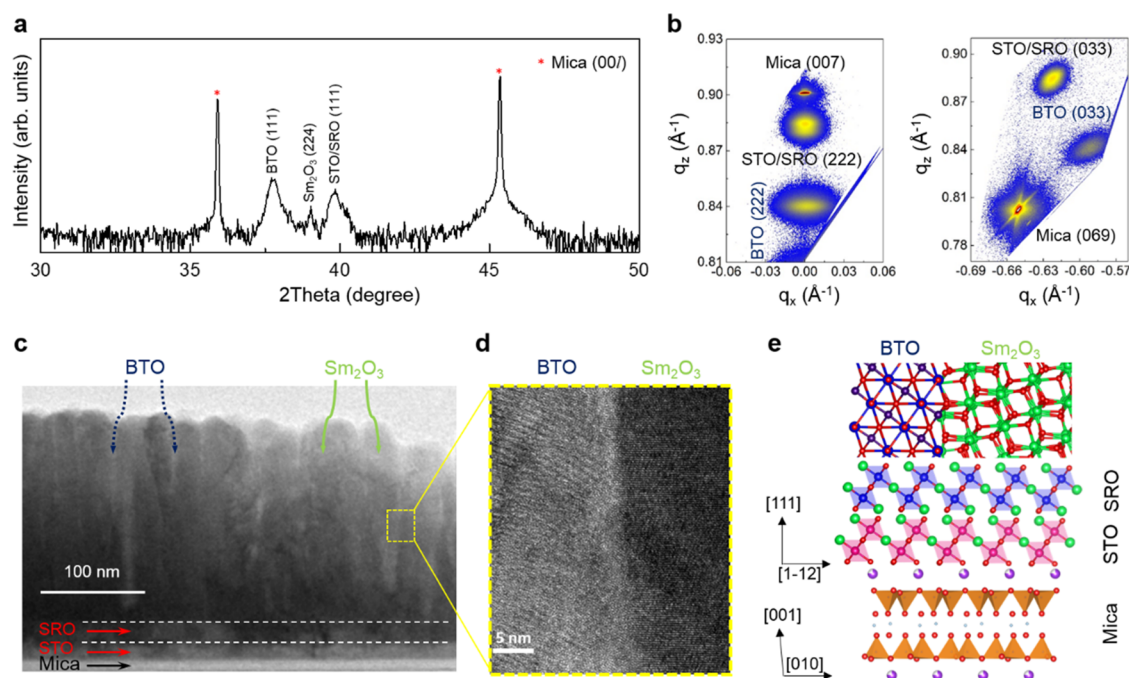 a
Intensity (arb. units)
* Mica (00l)
*
*
BTO (111)
Sm₂O₃ (224)
STO/SRO (111)
30
35
40
45
50
2Theta (degree)
b
0.93
0.90
0.87
0.84
0.81
qz (Å⁻¹)
Mica (007)
STO/SRO (222)
BTO (222)
-0.06
-0.03
0.00
0.03
0.06
qx (Å⁻¹)
0.90
0.87
0.84
0.81
0.78
qz (Å⁻¹)
STO/SRO (033)
BTO (033)
Mica (069)
-0.69
-0.66
-0.63
-0.60
-0.57
qx (Å⁻¹)
c
BTO
Sm₂O₃
100 nm
SRO
STO
Mica
d
BTO
Sm₂O₃
5 nm
e
BTO
Sm₂O₃
[111]
[1-12]
[001]
[010]
SRO
STO
Mica